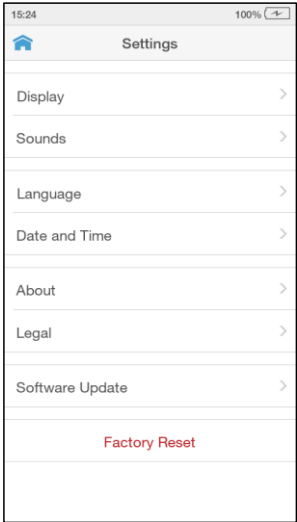 15:24 100%
Settings
Display
Sounds
Language
Date and Time
About
Legal
Software Update
Factory Reset